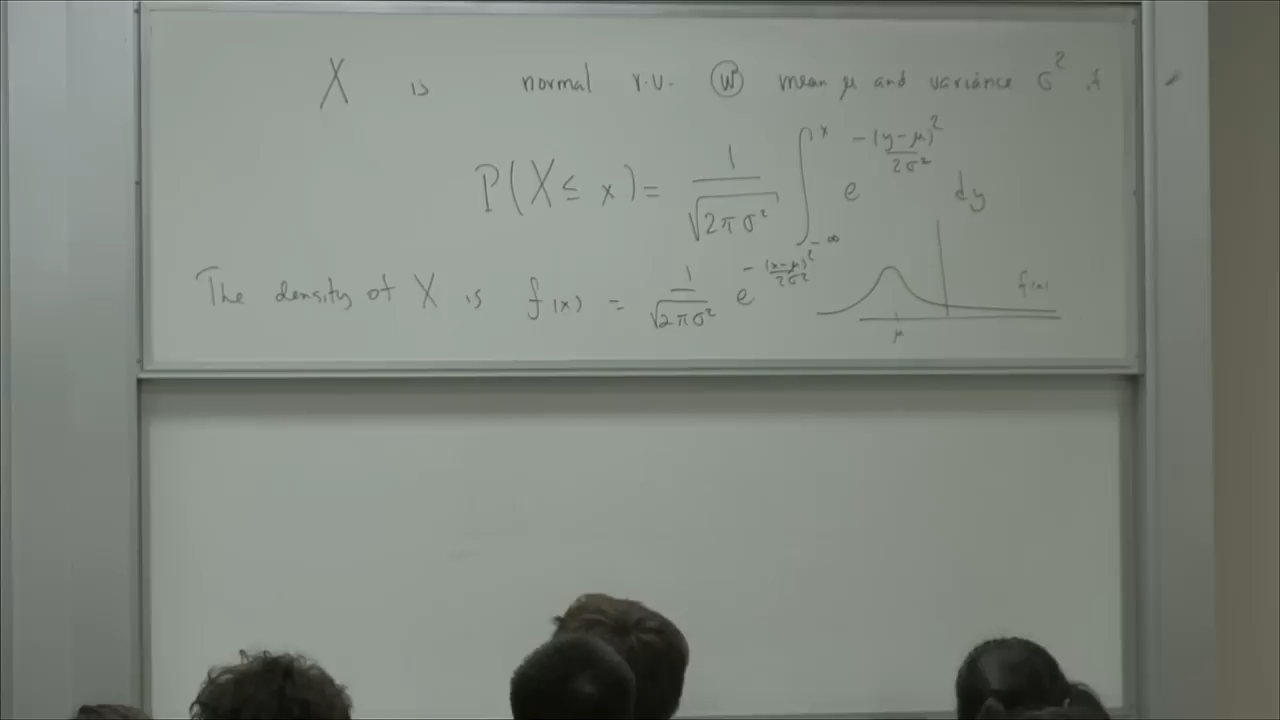 X is normal r.v. w mean μ and variance σ² if
P(X ≤ x) = 1/√(2πσ²) ∫_{-∞}^{x} e^{-(y-μ)²/2σ²} dy
The density of X is f(x) = 1/√(2πσ²) e^{-(x-μ)²/2σ²}
f(x)
μ